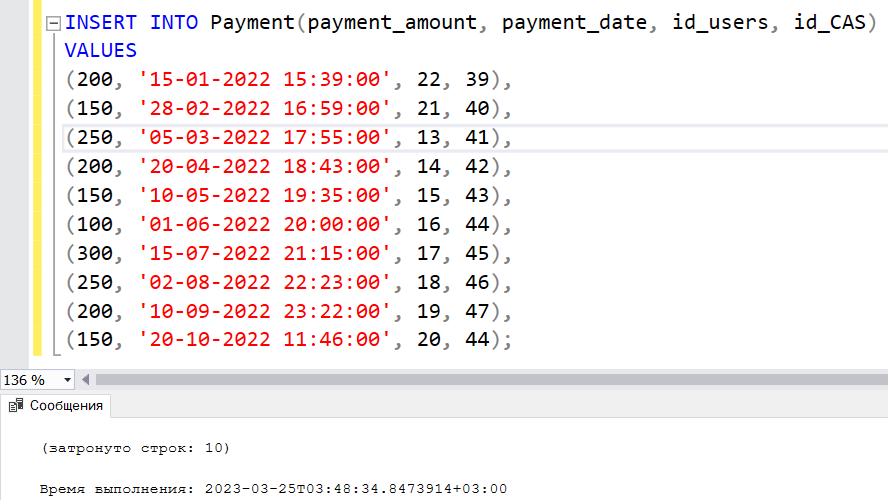 INSERT INTO Payment(payment_amount, payment_date, id_users, id_CAS)
VALUES
(200, '15-01-2022 15:39:00', 22, 39),
(150, '28-02-2022 16:59:00', 21, 40),
(250, '05-03-2022 17:55:00', 13, 41),
(200, '20-04-2022 18:43:00', 14, 42),
(150, '10-05-2022 19:35:00', 15, 43),
(100, '01-06-2022 20:00:00', 16, 44),
(300, '15-07-2022 21:15:00', 17, 45),
(250, '02-08-2022 22:23:00', 18, 46),
(200, '10-09-2022 23:22:00', 19, 47),
(150, '20-10-2022 11:46:00', 20, 44);
136 %
Сообщения
(затронуто строк: 10)
Время выполнения: 2023-03-25T03:48:34.8473914+03:00